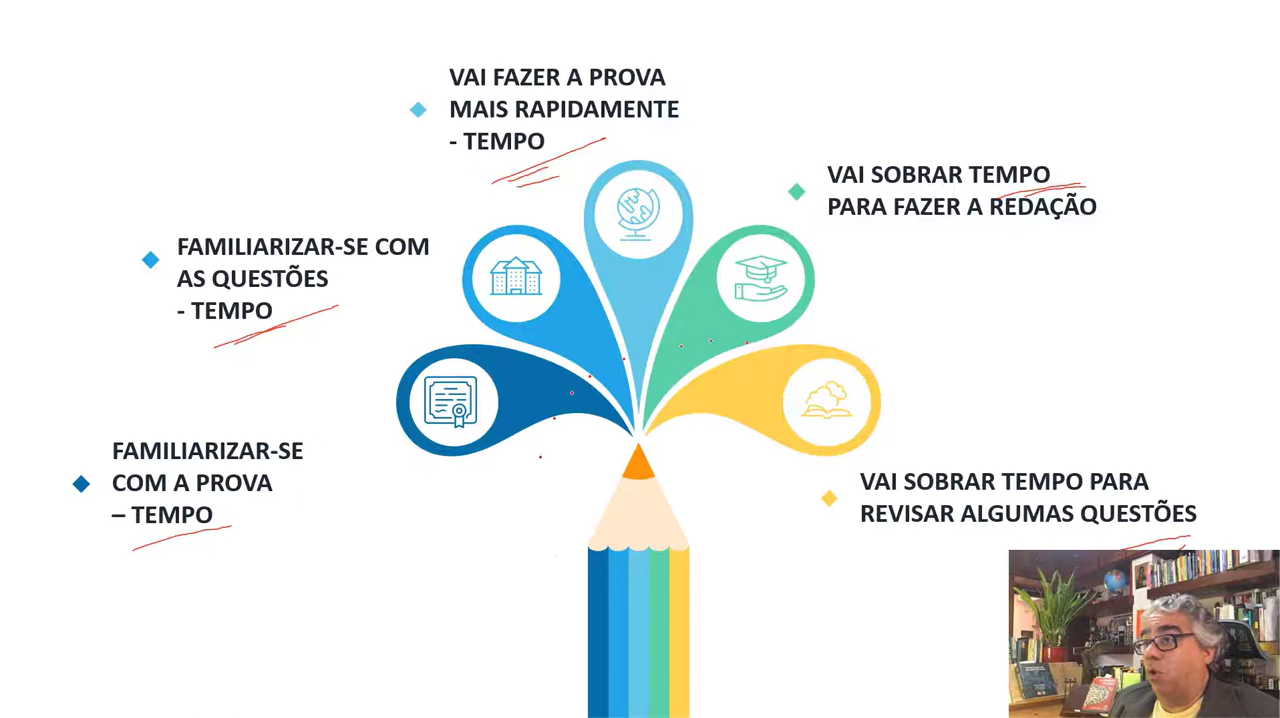 VAI FAZER A PROVA
MAIS RAPIDAMENTE
- TEMPO
VAI SOBRAR TEMPO
PARA FAZER A REDAÇÃO
FAMILIARIZAR-SE COM
AS QUESTÕES
- TEMPO
FAMILIARIZAR-SE
COM A PROVA
– TEMPO
VAI SOBRAR TEMPO PARA
REVISAR ALGUMAS QUESTÕES